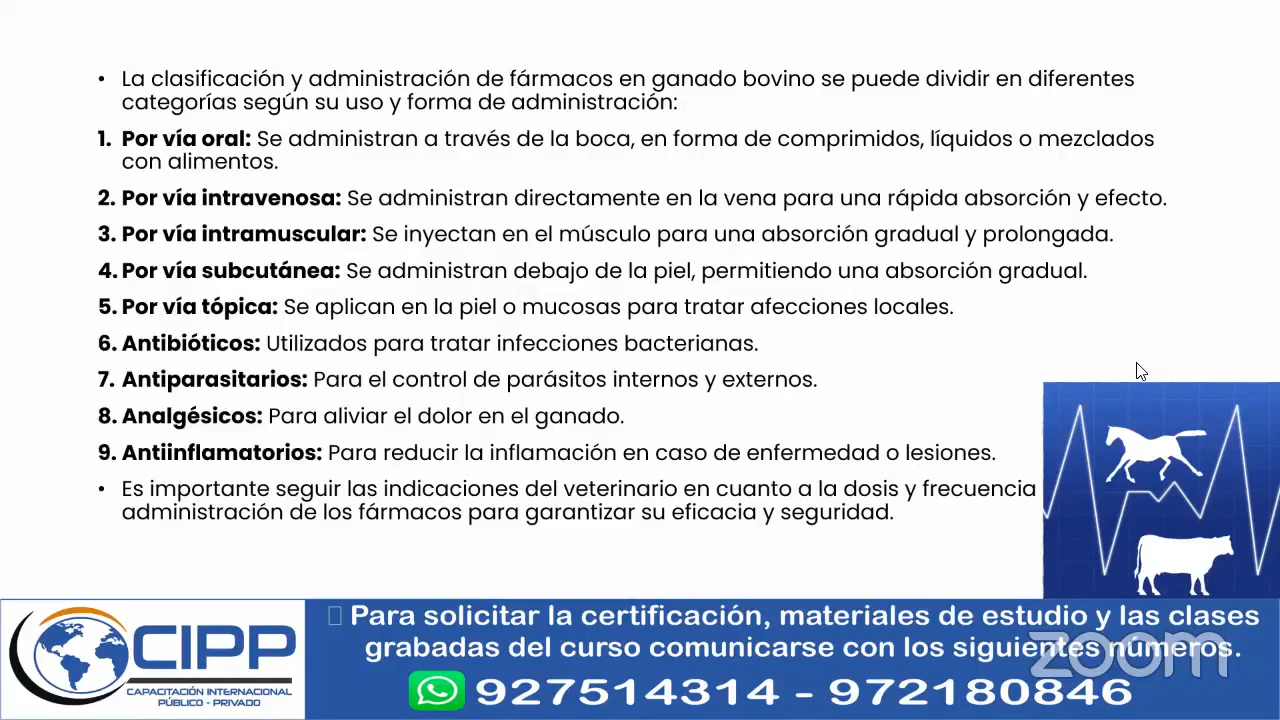 • La clasificación y administración de fármacos en ganado bovino se puede dividir en diferentes
categorías según su uso y forma de administración:
1. Por vía oral: Se administran a través de la boca, en forma de comprimidos, líquidos o mezclados
con alimentos.
2. Por vía intravenosa: Se administran directamente en la vena para una rápida absorción y efecto.
3. Por vía intramuscular: Se inyectan en el músculo para una absorción gradual y prolongada.
4. Por vía subcutánea: Se administran debajo de la piel, permitiendo una absorción gradual.
5. Por vía tópica: Se aplican en la piel o mucosas para tratar afecciones locales.
6. Antibióticos: Utilizados para tratar infecciones bacterianas.
7. Antiparasitarios: Para el control de parásitos internos y externos.
8. Analgésicos: Para aliviar el dolor en el ganado.
9. Antiinflamatorios: Para reducir la inflamación en caso de enfermedad o lesiones.
• Es importante seguir las indicaciones del veterinario en cuanto a la dosis y frecuencia
administración de los fármacos para garantizar su eficacia y seguridad.
CIPP
CAPACITACIÓN INTERNACIONAL
PÚBLICO - PRIVADO
Para solicitar la certificación, materiales de estudio y las clases
grabadas del curso comunicarse con los siguientes números.
zoom
927514314 - 972180846